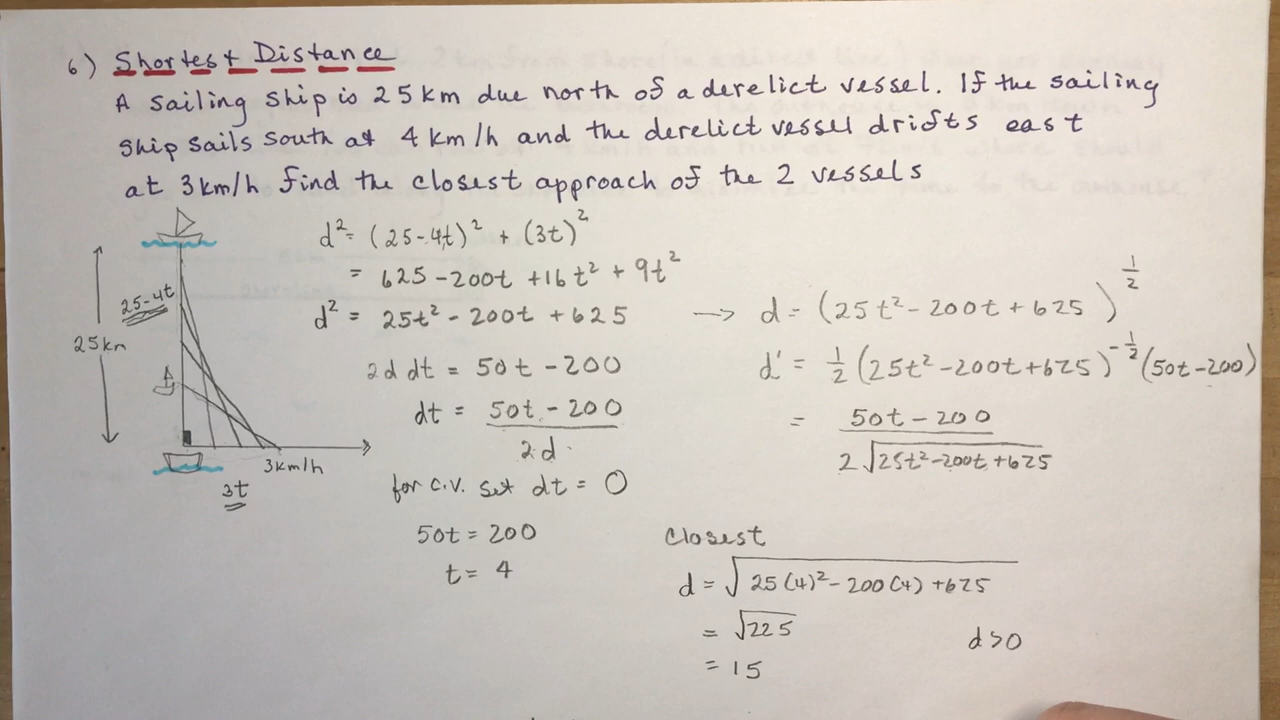 6) Shortest Distance
A sailing ship is 25km due north of a derelict vessel. If the sailing
ship sails south at 4 km/h and the derelict vessel drifts east
at 3km/h find the closest approach of the 2 vessels
d² = (25-4t)² + (3t)²
= 625 - 200t + 16t² + 9t²
d² = 25t² - 200t + 625
2d dt = 50t - 200
dt = 50t - 200 / 2d
for c.v. set dt = 0
50t = 200
t = 4
25-4t
25km
3km/h
3t
→ d = (25t² - 200t + 625)^1/2
d' = 1/2 (25t² - 200t + 625)^-1/2 (50t - 200)
= 50t - 200 / 2√25t² - 200t + 625
Closest
d = √25(4)² - 200(4) + 625
= √225
= 15
d > 0